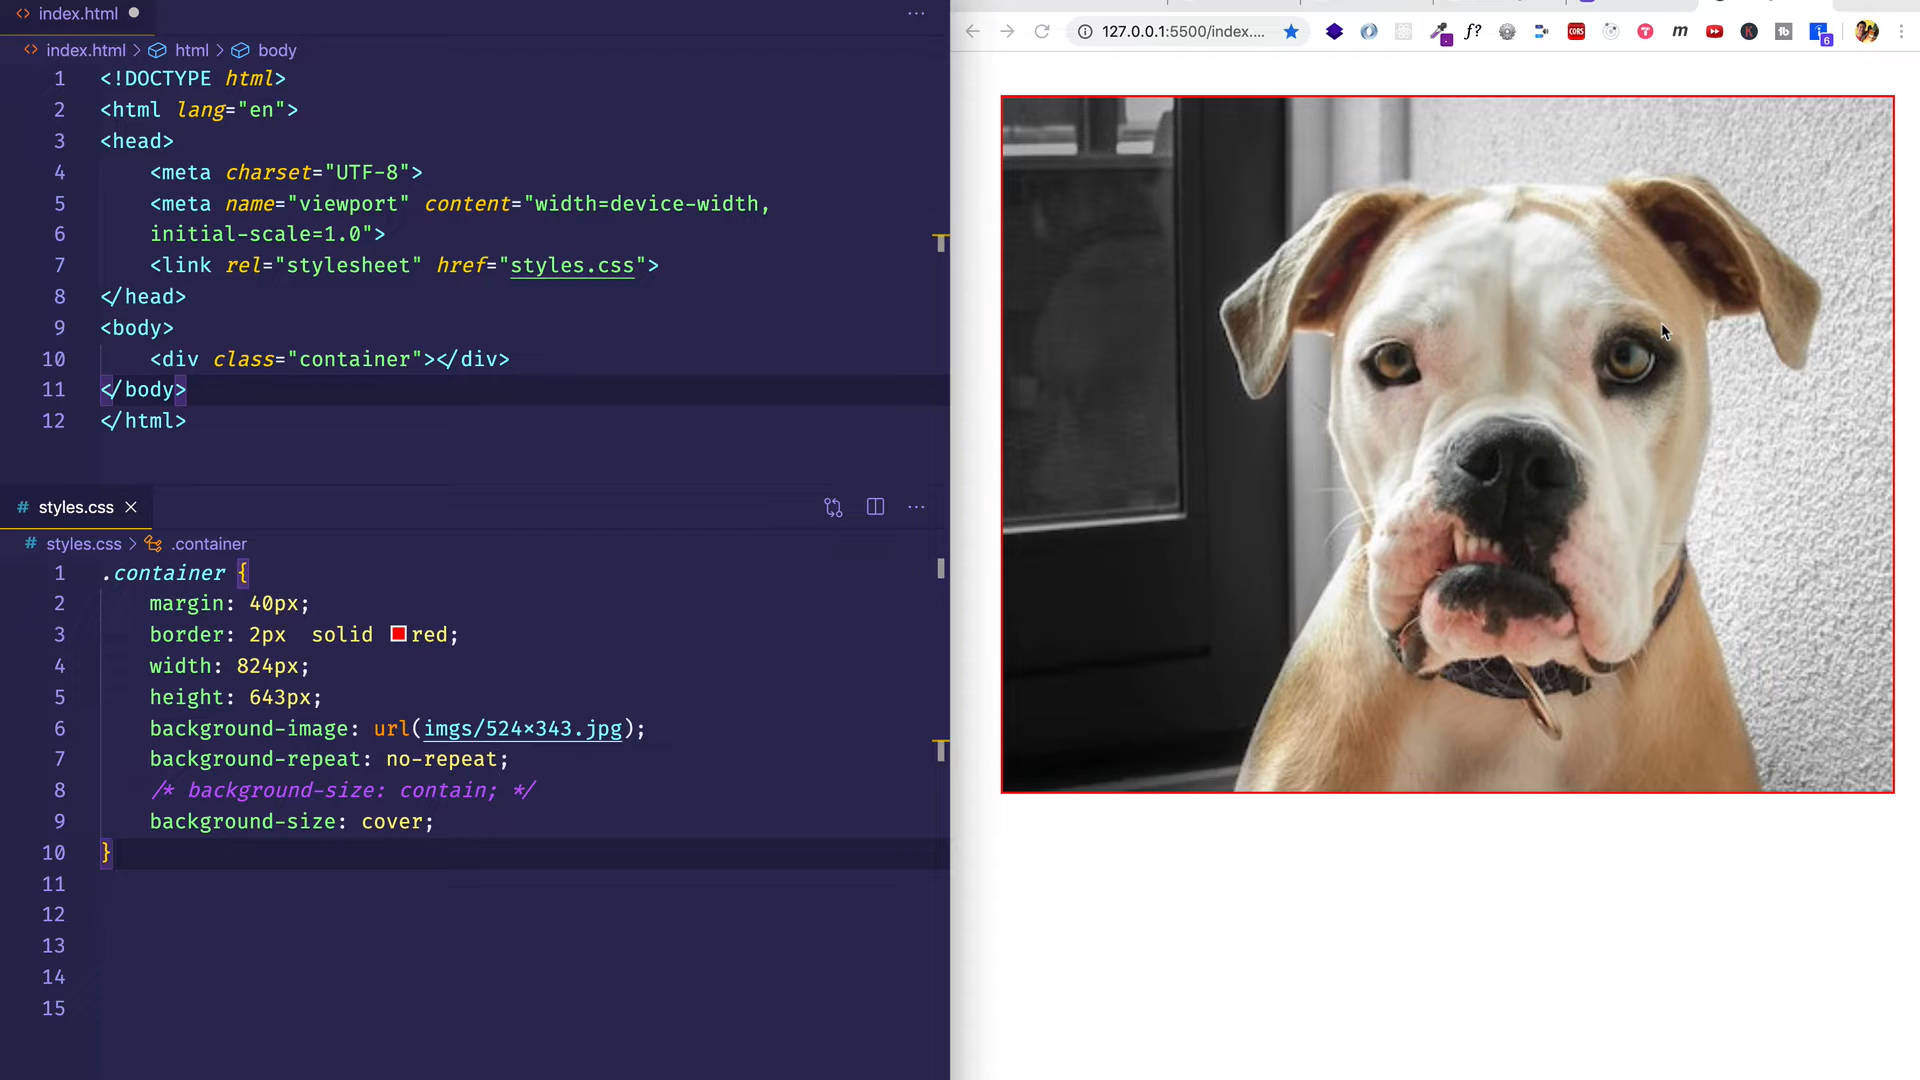 index.html
index.html > html > body
1 <!DOCTYPE html>
2 <html lang="en">
3 <head>
4 <meta charset="UTF-8">
5 <meta name="viewport" content="width=device-width,
6 initial-scale=1.0">
7 <link rel="stylesheet" href="styles.css">
8 </head>
9 <body>
10 <div class="container"></div>
11 </body>
12 </html>
# styles.css
# styles.css > .container
1 .container {
2 margin: 40px;
3 border: 2px solid red;
4 width: 824px;
5 height: 643px;
6 background-image: url(imgs/524×343.jpg);
7 background-repeat: no-repeat;
8 /* background-size: contain; */
9 background-size: cover;
10 }
11
12
13
14
15
127.0.0.1:5500/index....
f?
CORS
T
m
K
tb
6